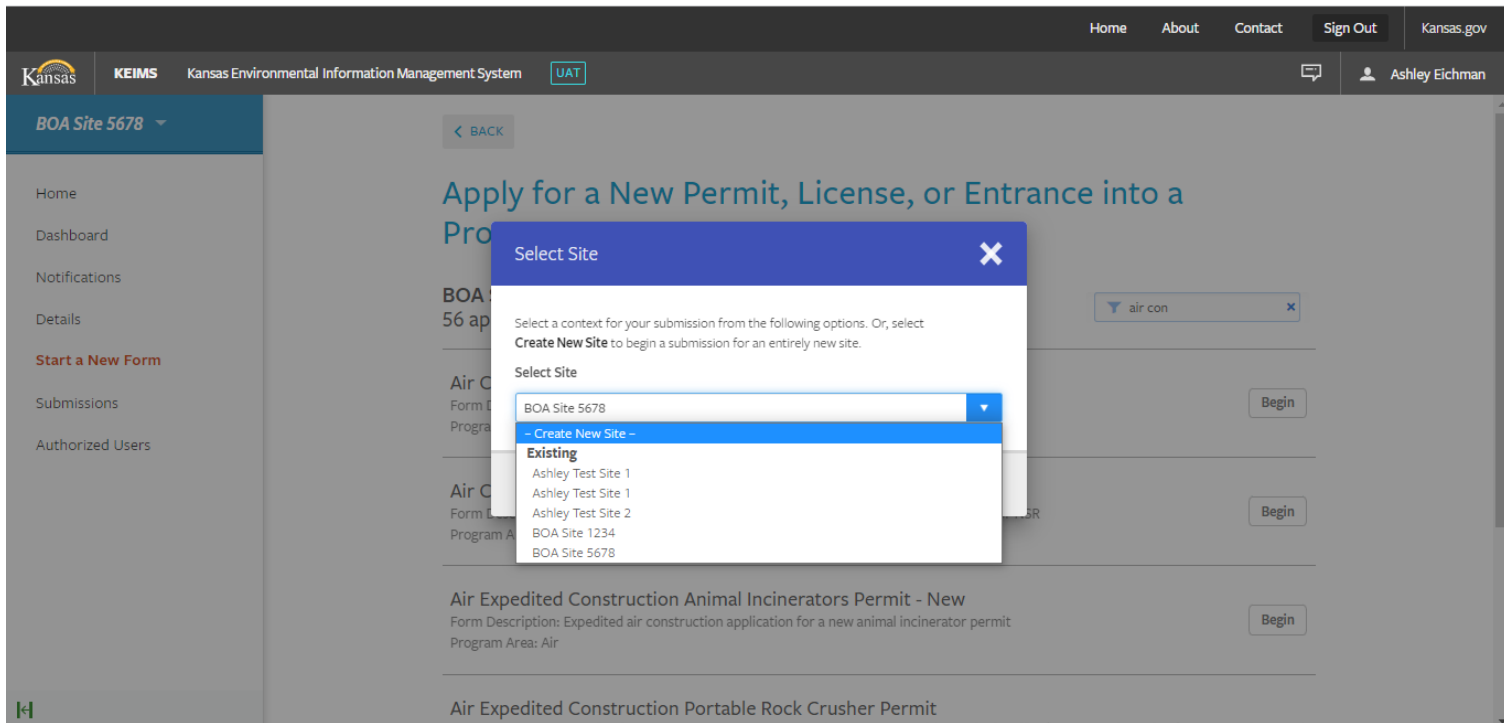 Home About Contact Sign Out Kansas.gov
Kansas KEIMS Kansas Environmental Information Management System UAT Ashley Eichman
BOA Site 5678
Home
Dashboard
Notifications
Details
Start a New Form
Submissions
Authorized Users
BACK
Apply for a New Permit, License, or Entrance into a
Pro
BOA
56 ap
air con
Select Site
Select a context for your submission from the following options. Or, select
Create New Site to begin a submission for an entirely new site.
Select Site
BOA Site 5678
– Create New Site –
Existing
Ashley Test Site 1
Ashley Test Site 1
Ashley Test Site 2
BOA Site 1234
BOA Site 5678
Air C
Form D
Progra
Begin
Air C
Form
Program A
Begin
Air Expedited Construction Animal Incinerators Permit - New
Form Description: Expedited air construction application for a new animal incinerator permit
Program Area: Air
Begin
Air Expedited Construction Portable Rock Crusher Permit